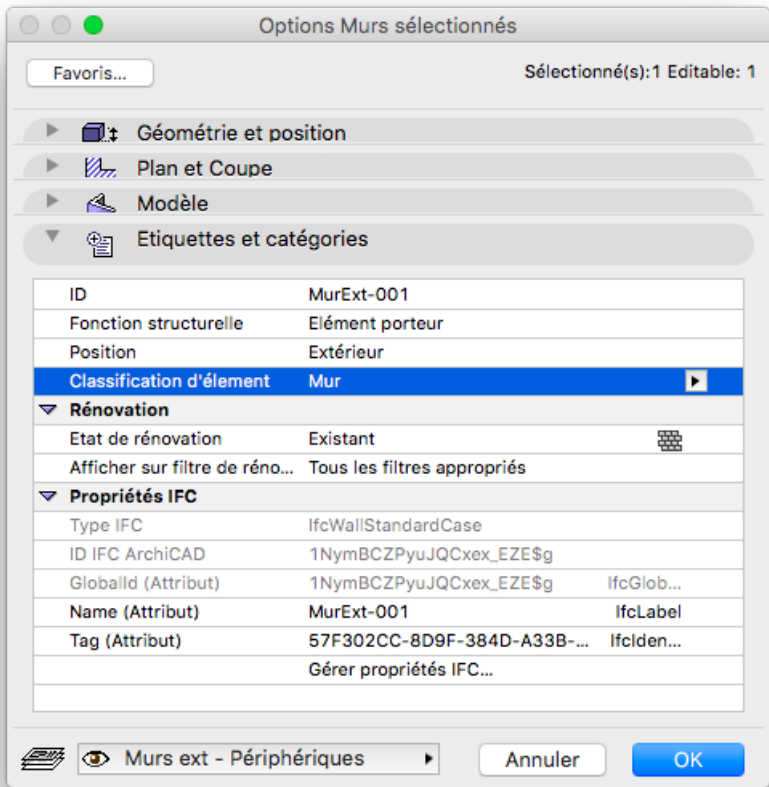 Options Murs sélectionnés
Favoris...
Sélectionné(s):1 Editable: 1
Géométrie et position
Plan et Coupe
Modèle
Etiquettes et catégories
ID MurExt-001
Fonction structurelle Elément porteur
Position Extérieur
Classification d'élement Mur
Rénovation
Etat de rénovation Existant
Afficher sur filtre de réno... Tous les filtres appropriés
Propriétés IFC
Type IFC IfcWallStandardCase
ID IFC ArchiCAD 1NymBCZPyuJQCxex_EZE$g
GlobalId (Attribut) 1NymBCZPyuJQCxex_EZE$g IfcGlob...
Name (Attribut) MurExt-001 IfcLabel
Tag (Attribut) 57F302CC-8D9F-384D-A33B-... IfcIden...
Gérer propriétés IFC...
Murs ext - Périphériques Annuler OK